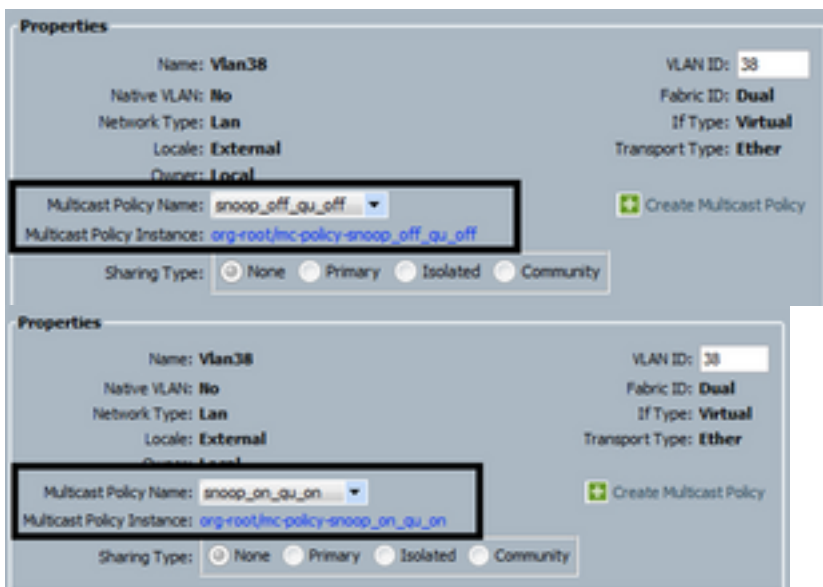 Properties
Name: Vlan38 VLAN ID: 38
Native VLAN: No Fabric ID: Dual
Network Type: Lan If Type: Virtual
Locale: External Transport Type: Ether
Owner: Local
Multicast Policy Name: snoop_off_qu_off Create Multicast Policy
Multicast Policy Instance: org-root/mc-policy-snoop_off_qu_off
Sharing Type: None Primary Isolated Community
Properties
Name: Vlan38 VLAN ID: 38
Native VLAN: No Fabric ID: Dual
Network Type: Lan If Type: Virtual
Locale: External Transport Type: Ether
Owner: Local
Multicast Policy Name: snoop_on_qu_on Create Multicast Policy
Multicast Policy Instance: org-root/mc-policy-snoop_on_qu_on
Sharing Type: None Primary Isolated Community